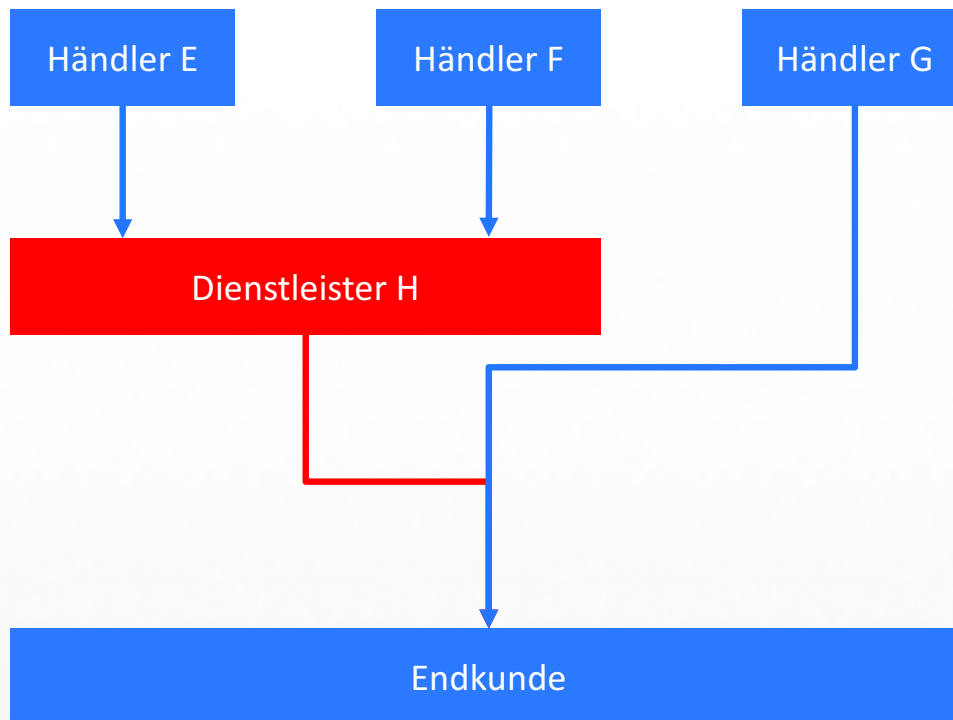 Händler E
Händler F
Händler G
Dienstleister H
Endkunde